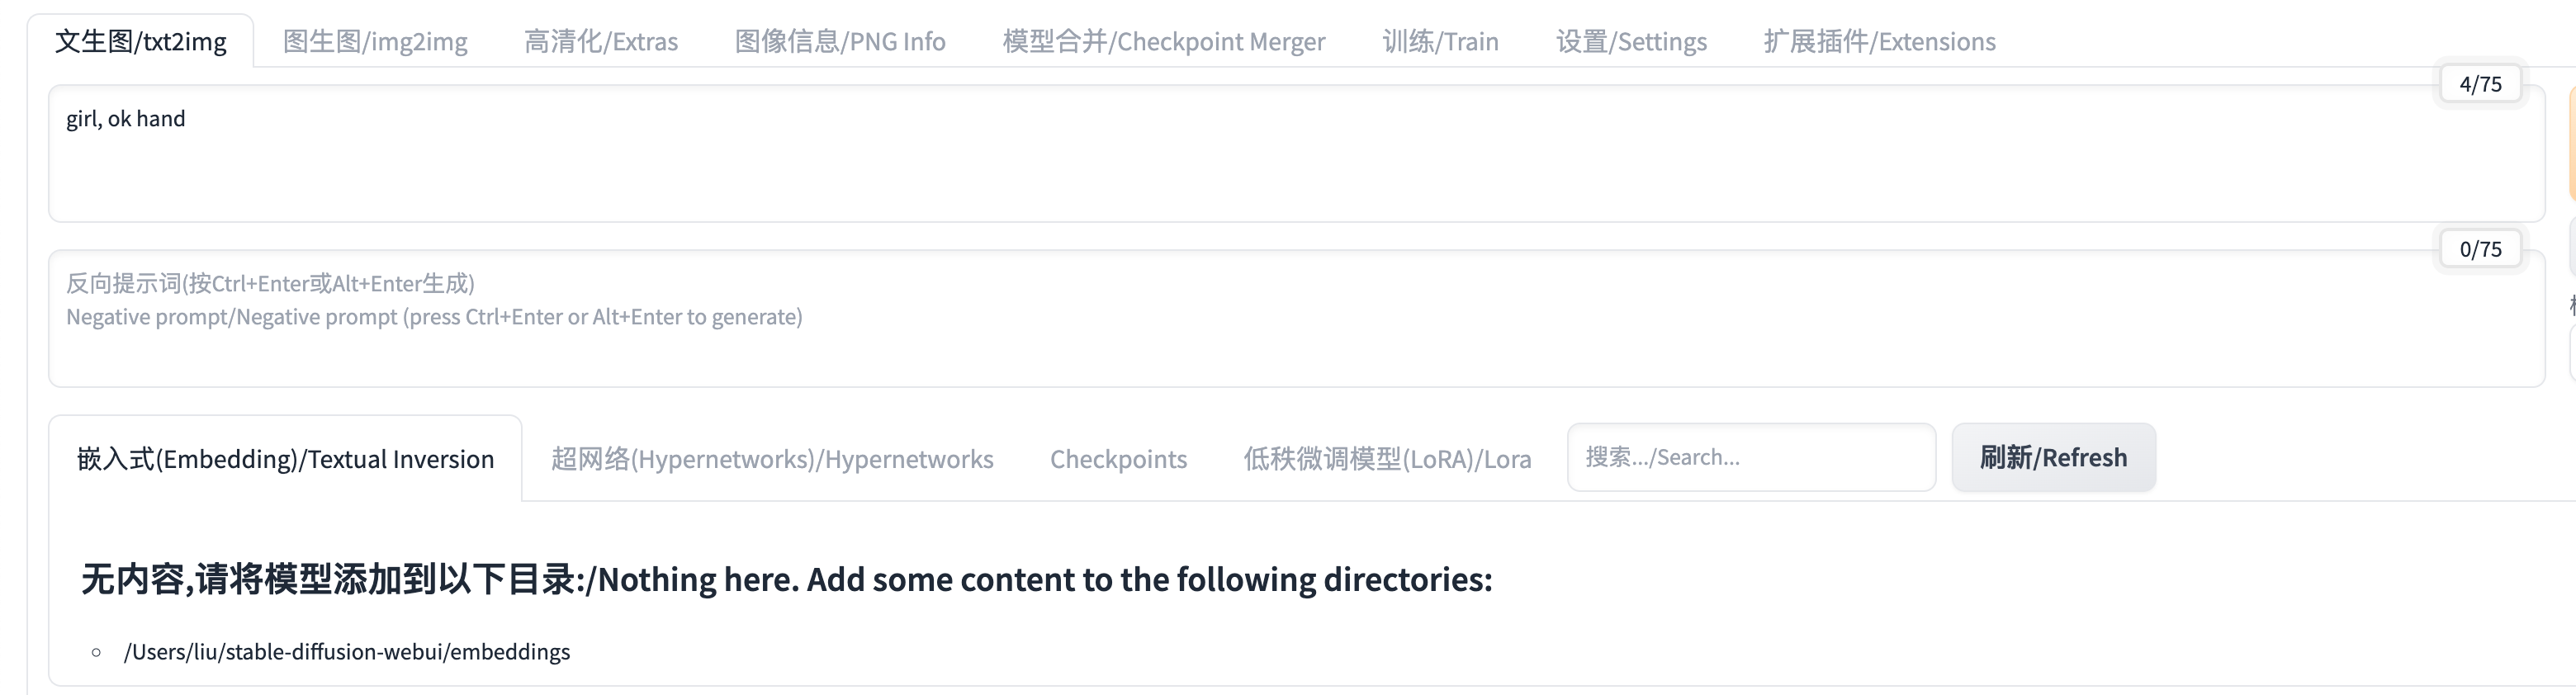 文生图/txt2img 图生图/img2img 高清化/Extras 图像信息/PNG Info 模型合并/Checkpoint Merger 训练/Train 设置/Settings 扩展插件/Extensions
4/75
girl, ok hand
0/75
反向提示词(按Ctrl+Enter或Alt+Enter生成)
Negative prompt/Negative prompt (press Ctrl+Enter or Alt+Enter to generate)
嵌入式(Embedding)/Textual Inversion 超网络(Hypernetworks)/Hypernetworks Checkpoints 低秩微调模型(LoRA)/Lora 搜索.../Search... 刷新/Refresh
无内容,请将模型添加到以下目录:/Nothing here. Add some content to the following directories:
/Users/liu/stable-diffusion-webui/embeddings